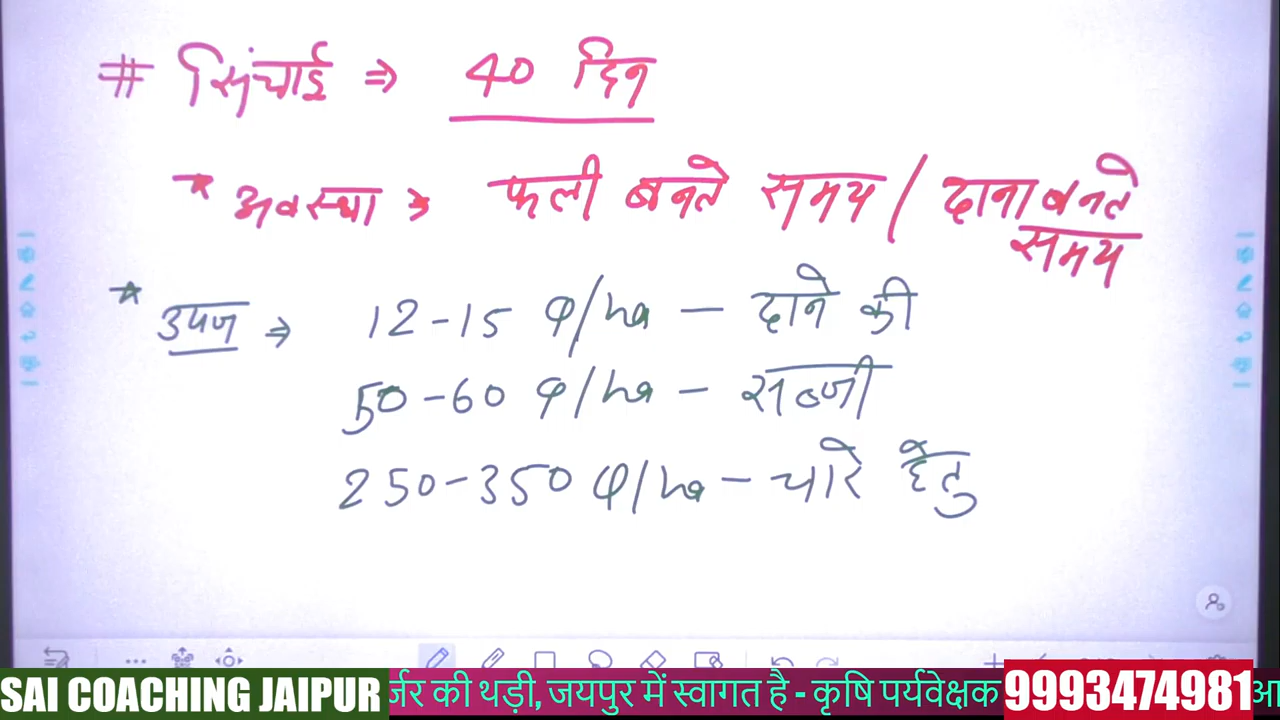 # सिंचाई ⇒ 40 दिन
* अवस्था → फली बनते समय / दाना बनते
समय
* उपज ⇒ 12-15 Q/ha — दाने की
50-60 Q/ha — सब्जी
250-350 Q/ha — चारे हेतु
SAI COACHING JAIPUR र्जर की थड़ी, जयपुर में स्वागत है - कृषि पर्यवेक्षक 9993474981 आ